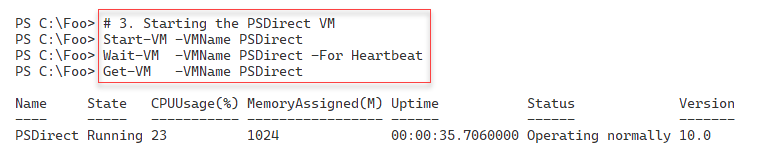 PS C:\Foo> # 3. Starting the PSDirect VM
PS C:\Foo> Start-VM -VMName PSDirect
PS C:\Foo> Wait-VM  -VMName PSDirect -For Heartbeat
PS C:\Foo> Get-VM   -VMName PSDirect
Name     State   CPUUsage(%) MemoryAssigned(M) Uptime           Status             Version
----     -----   ----------- ----------------- ------           ------             -------
PSDirect Running 23          1024              00:00:35.7060000 Operating normally 10.0